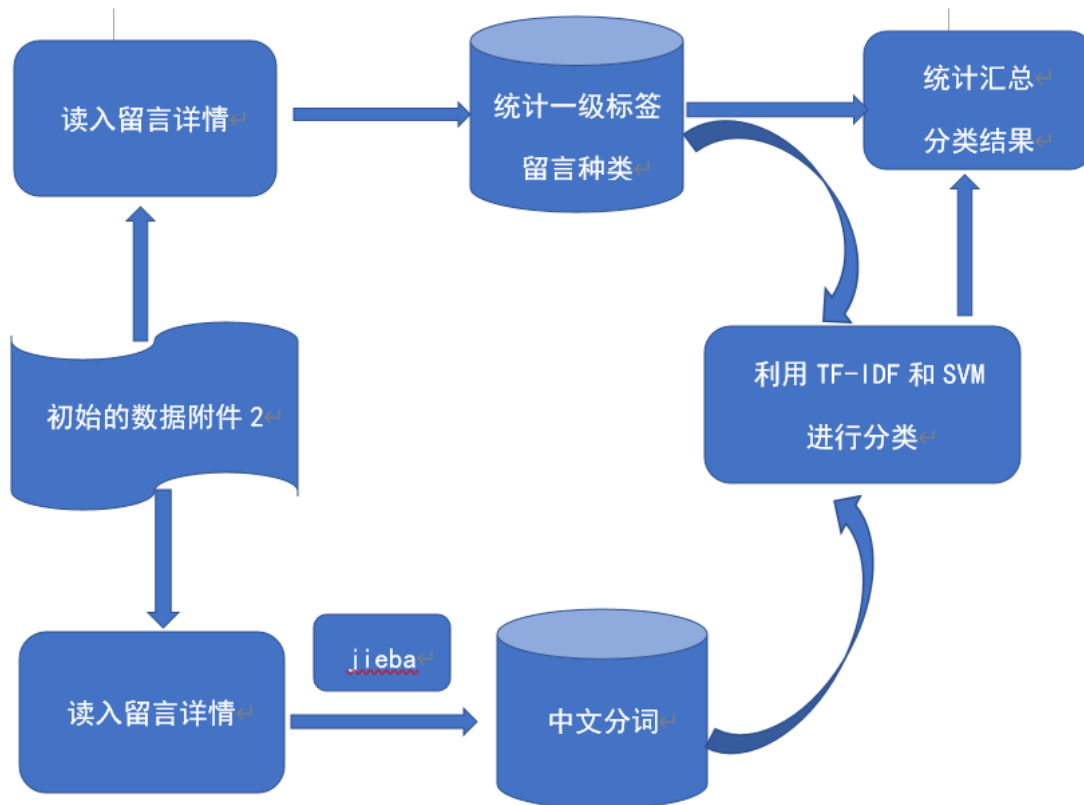 读入留言详情
统计一级标签
留言种类
统计汇总
分类结果
初始的数据附件 2
利用 TF-IDF 和 SVM
进行分类
读入留言详情
jieba
中文分词